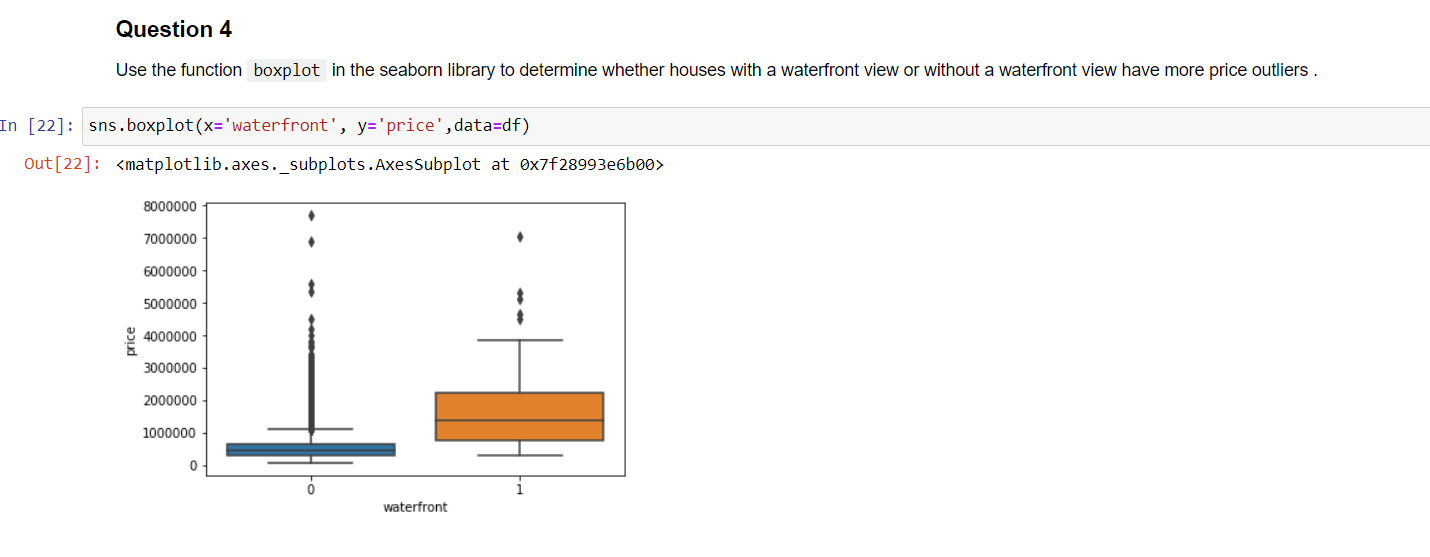 Question 4
Use the function boxplot in the seaborn library to determine whether houses with a waterfront view or without a waterfront view have more price outliers .
In [22]: sns.boxplot(x='waterfront', y='price',data=df)
Out[22]: <matplotlib.axes._subplots.AxesSubplot at 0x7f28993e6b00>
8000000
7000000
6000000
5000000
4000000
3000000
2000000
1000000
0
price
0 1
waterfront